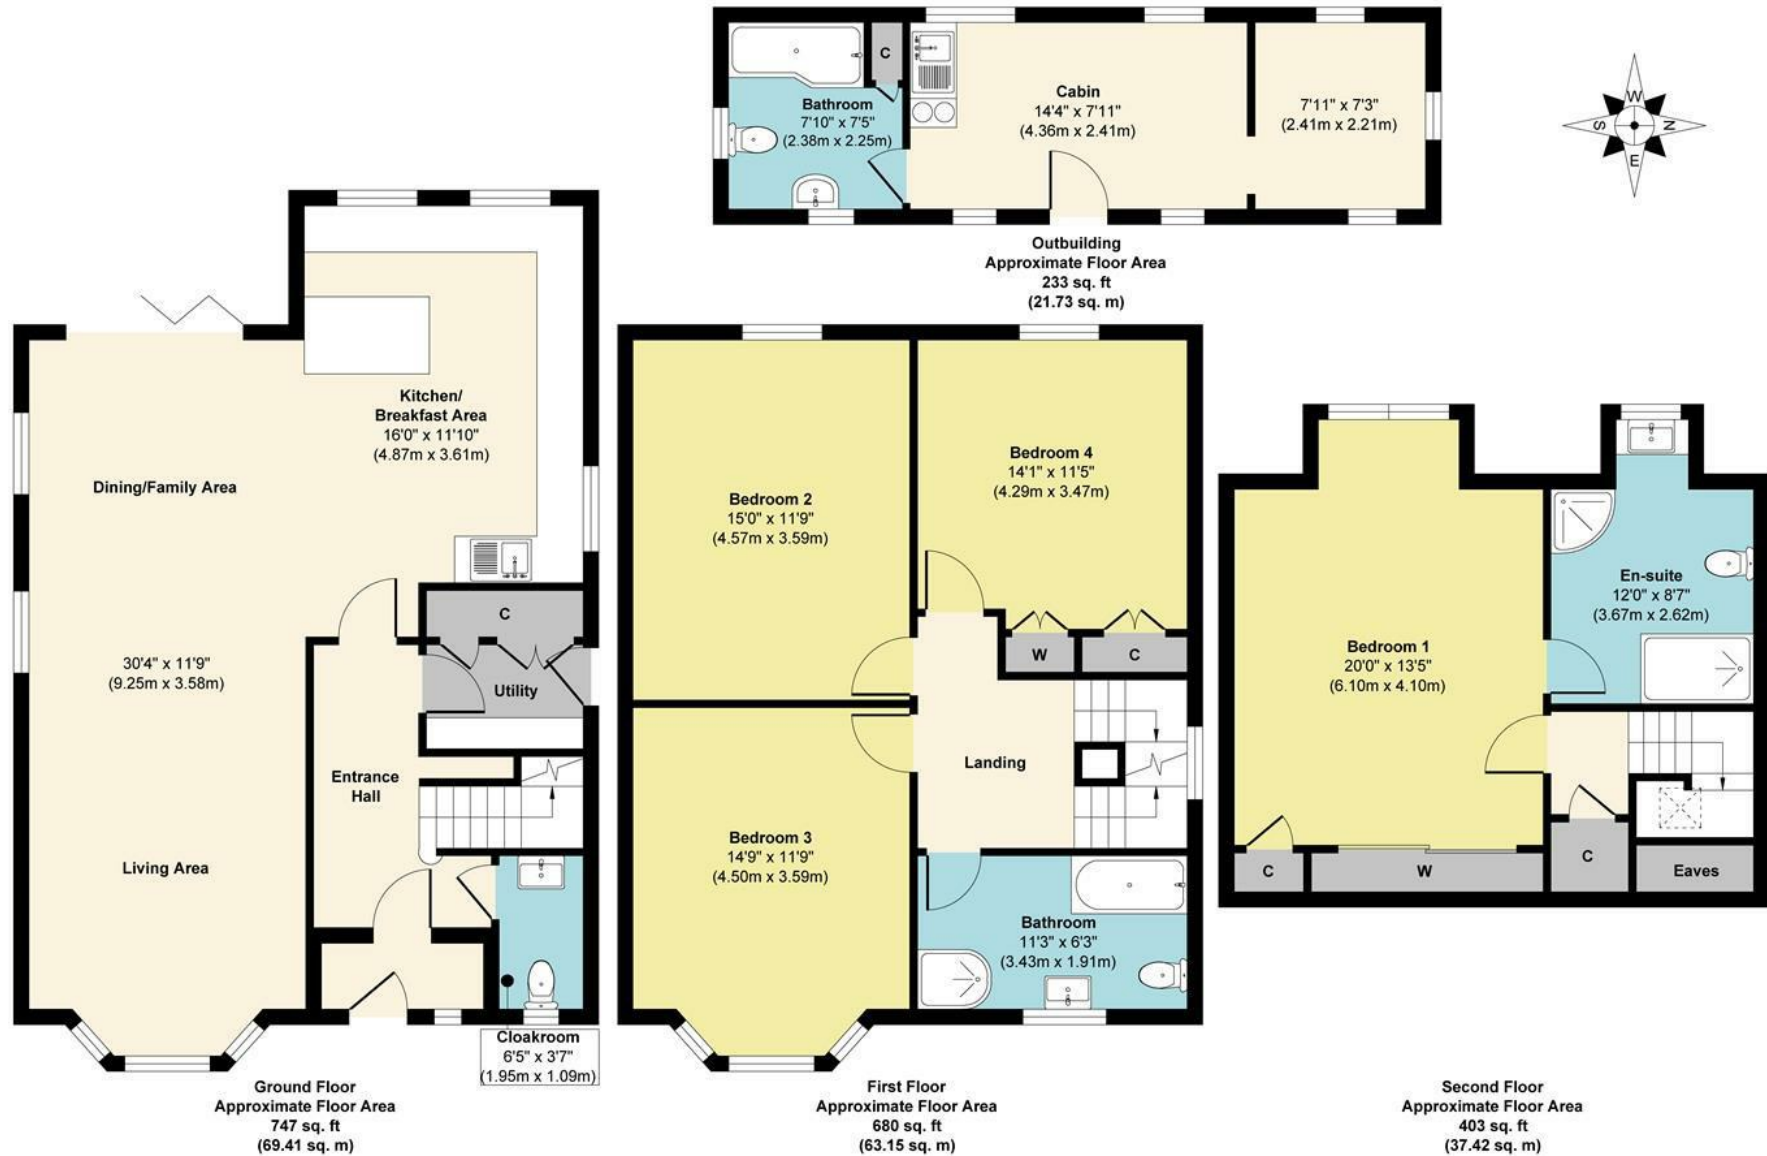 Bathroom
7'10" x 7'5"
(2.38m x 2.25m)
C
Cabin
14'4" x 7'11"
(4.36m x 2.41m)
7'11" x 7'3"
(2.41m x 2.21m)
W
S
N
E
Outbuilding
Approximate Floor Area
233 sq. ft
(21.73 sq. m)
Kitchen/
Breakfast Area
16'0" x 11'10"
(4.87m x 3.61m)
Dining/Family Area
30'4" x 11'9"
(9.25m x 3.58m)
C
Utility
Entrance
Hall
Living Area
Cloakroom
6'5" x 3'7"
(1.95m x 1.09m)
Ground Floor
Approximate Floor Area
747 sq. ft
(69.41 sq. m)
Bedroom 2
15'0" x 11'9"
(4.57m x 3.59m)
Bedroom 4
14'1" x 11'5"
(4.29m x 3.47m)
W
C
Landing
Bedroom 3
14'9" x 11'9"
(4.50m x 3.59m)
Bathroom
11'3" x 6'3"
(3.43m x 1.91m)
First Floor
Approximate Floor Area
680 sq. ft
(63.15 sq. m)
En-suite
12'0" x 8'7"
(3.67m x 2.62m)
Bedroom 1
20'0" x 13'5"
(6.10m x 4.10m)
C
W
C
Eaves
Second Floor
Approximate Floor Area
403 sq. ft
(37.42 sq. m)